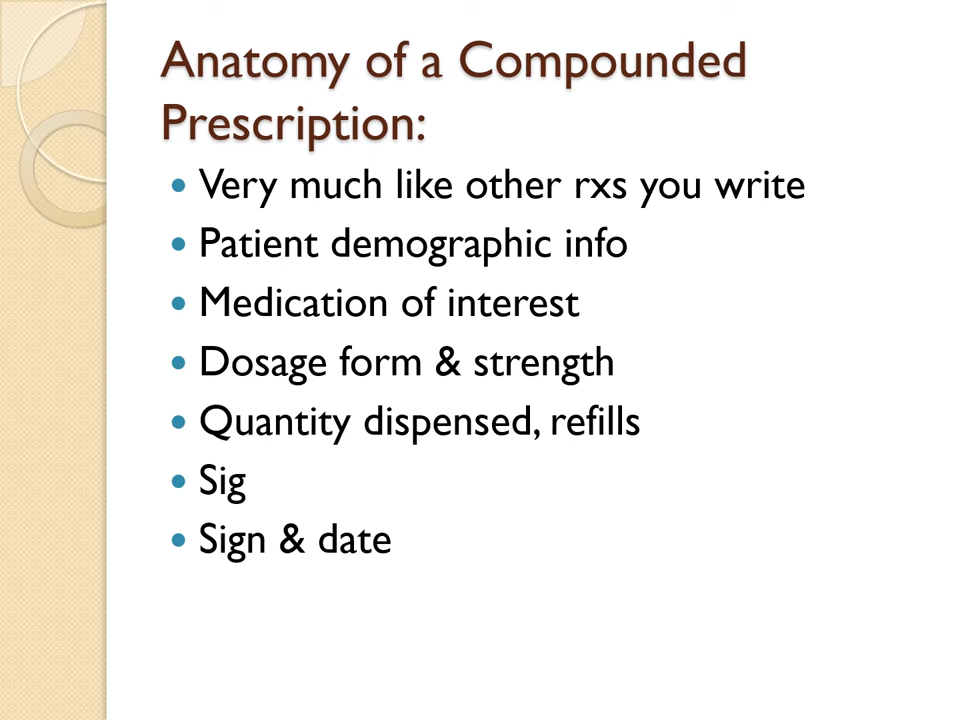 Anatomy of a Compounded
Prescription:
• Very much like other rxs you write
• Patient demographic info
• Medication of interest
• Dosage form & strength
• Quantity dispensed, refills
• Sig
• Sign & date